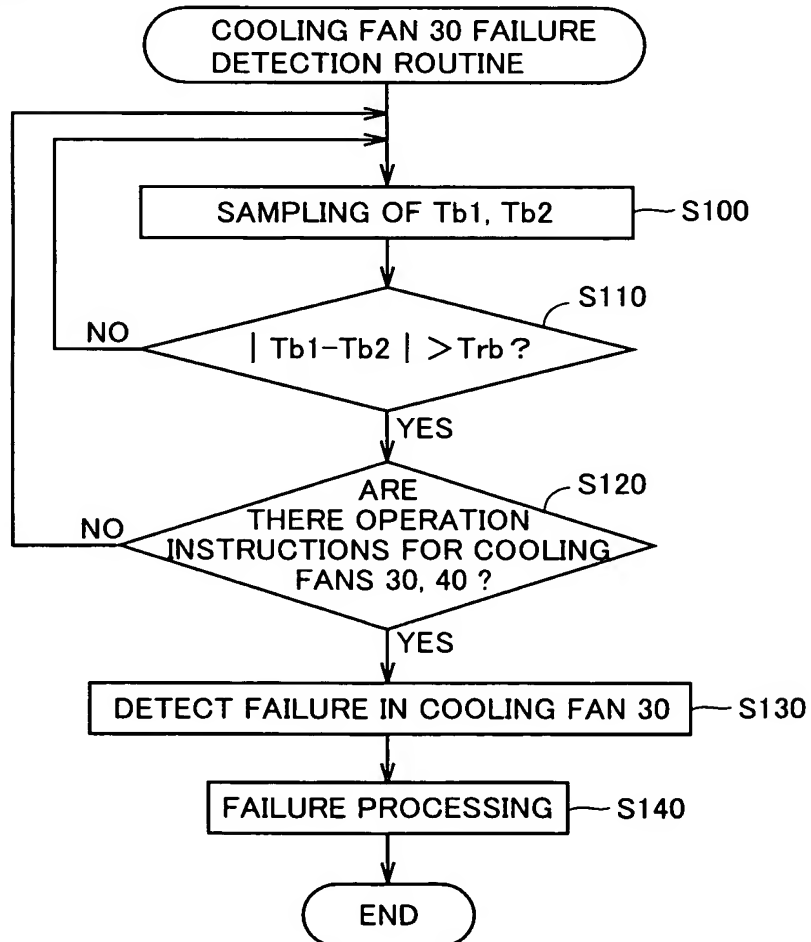 COOLING FAN 30 FAILURE
DETECTION ROUTINE
SAMPLING OF Tb1, Tb2
S100
S110
NO
| Tb1-Tb2 | >Trb ?
YES
S120
ARE
THERE OPERATION
NO
INSTRUCTIONS FOR COOLING
FANS 30, 40 ?
YES
DETECT FAILURE IN COOLING FAN 30
S130
FAILURE PROCESSING
S140
END